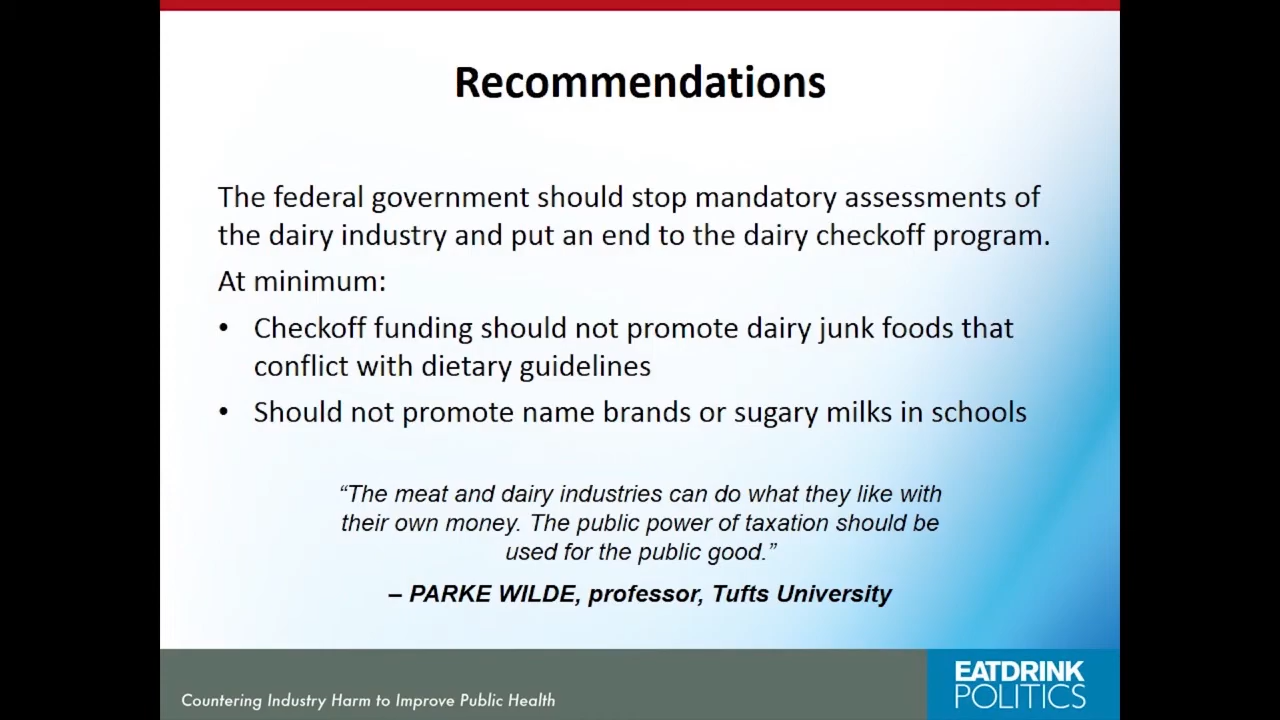 Recommendations
The federal government should stop mandatory assessments of
the dairy industry and put an end to the dairy checkoff program.
At minimum:
• Checkoff funding should not promote dairy junk foods that
conflict with dietary guidelines
• Should not promote name brands or sugary milks in schools
“The meat and dairy industries can do what they like with
their own money. The public power of taxation should be
used for the public good.”
– PARKE WILDE, professor, Tufts University
Countering Industry Harm to Improve Public Health
EATDRINK
POLITICS